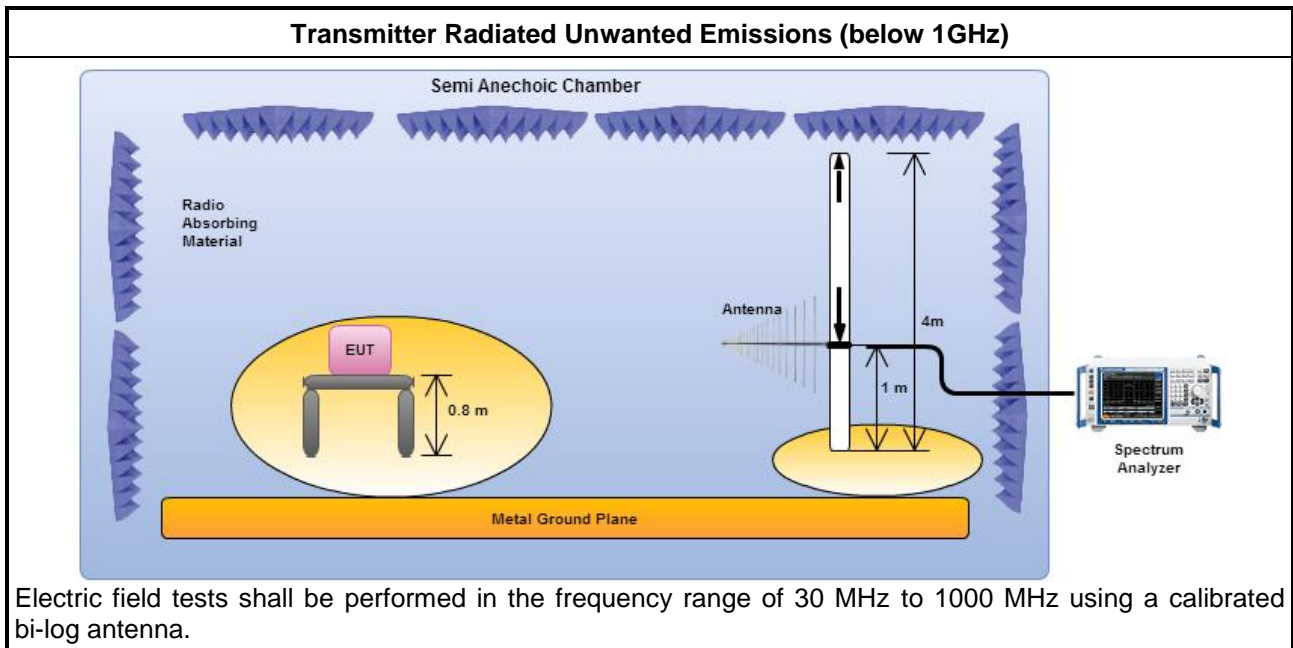 Transmitter Radiated Unwanted Emissions (below 1GHz)
Semi Anechoic Chamber
Radio
Absorbing
Material
Antenna
4m
EUT
1 m
0.8 m
Spectrum
Analyzer
Metal Ground Plane
Electric field tests shall be performed in the frequency range of 30 MHz to 1000 MHz using a calibrated
bi-log antenna.